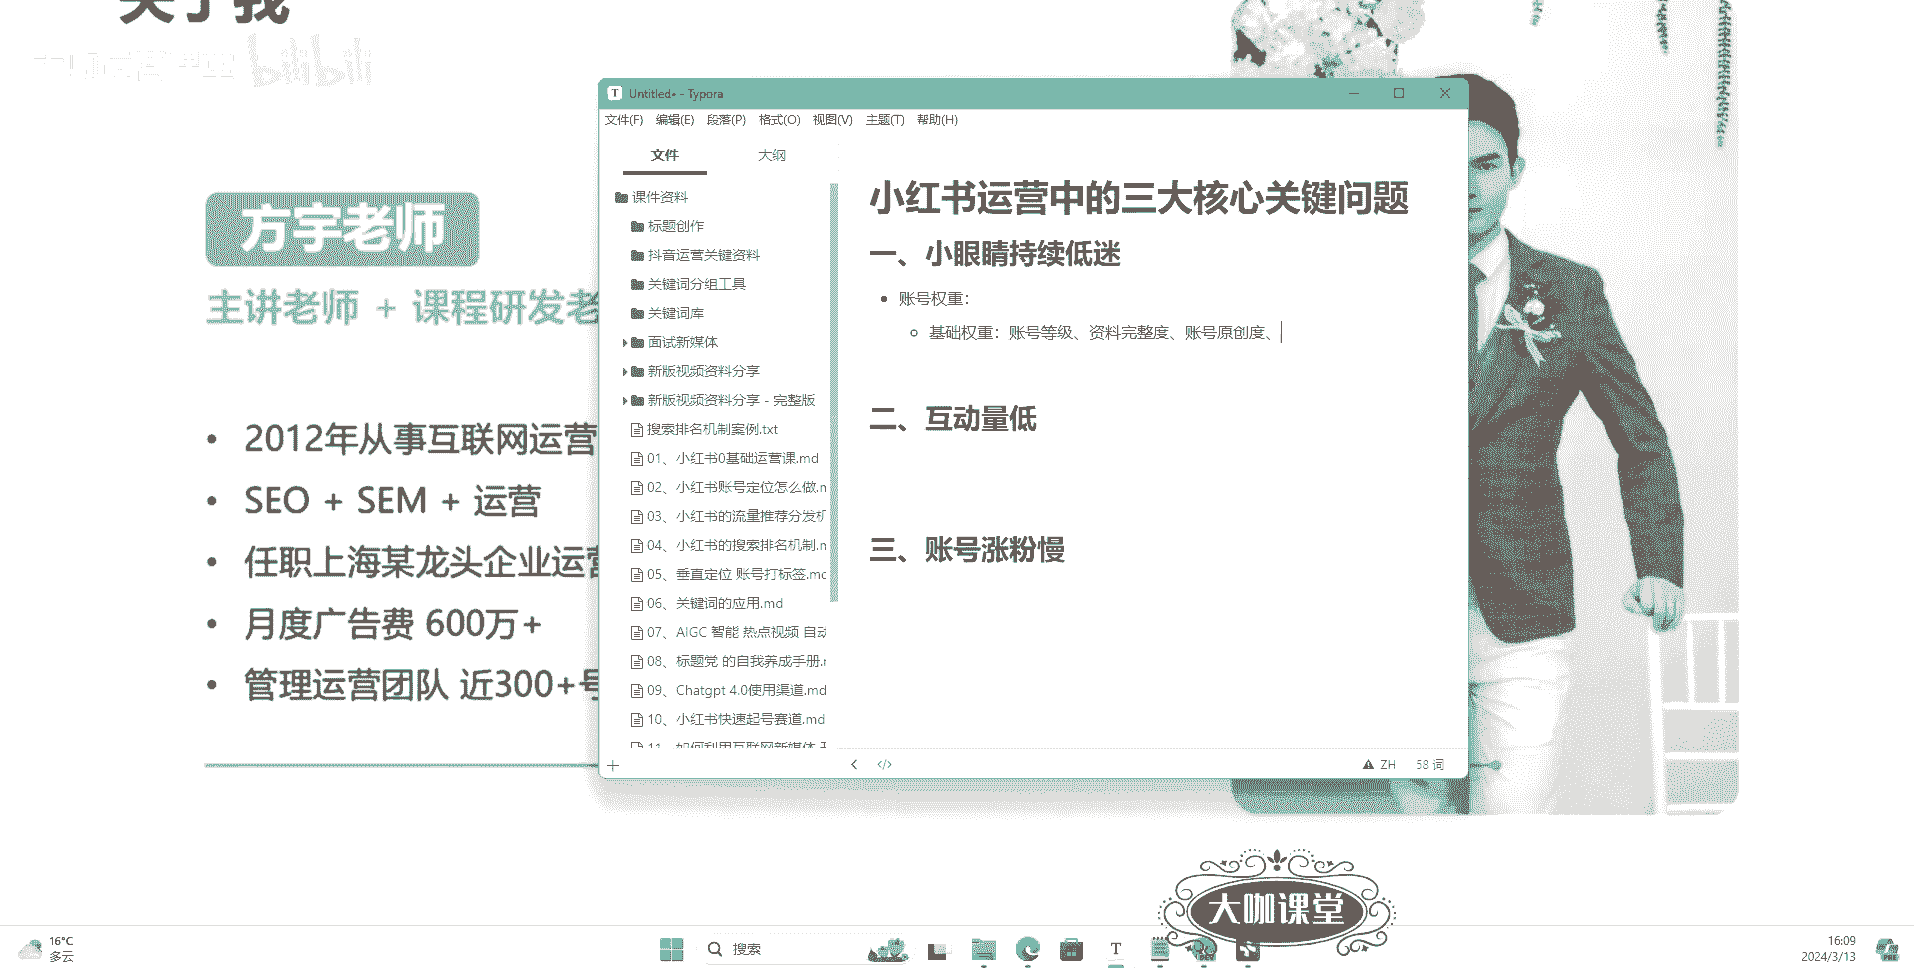 关于我
bilibili
方宇老师
主讲老师 + 课程研发老
• 2012年从事互联网运营
• SEO + SEM + 运营
• 任职上海某龙头企业运营
• 月度广告费 600万+
• 管理运营团队 近300+号
Untitled• - Typora
文件(F) 编辑(E) 段落(P) 格式(O) 视图(V) 主题(T) 帮助(H)
文件 大纲
课件资料
标题创作
抖音运营关键资料
关键词分组工具
关键词库
面试新媒体
新版视频资料分享
新版视频资料分享 - 完整版
搜索排名机制案例.txt
01、小红书0基础运营课.md
02、小红书账号定位怎么做.m
03、小红书的流量推荐分发机
04、小红书的搜索排名机制.m
05、垂直定位 账号打标签.md
06、关键词的应用.md
07、AIGC 智能 热点视频 自动
08、标题党 的自我养成手册.m
09、Chatgpt 4.0使用渠道.md
10、小红书快速起号赛道.md
11、如何利用互联网新媒体
小红书运营中的三大核心关键问题
一、小眼睛持续低迷
• 账号权重：
基础权重：账号等级、资料完整度、账号原创度、
二、互动量低
三、账号涨粉慢
ZH 58 词
大咖课堂
16°C
多云
搜索
16:09
2024/3/13